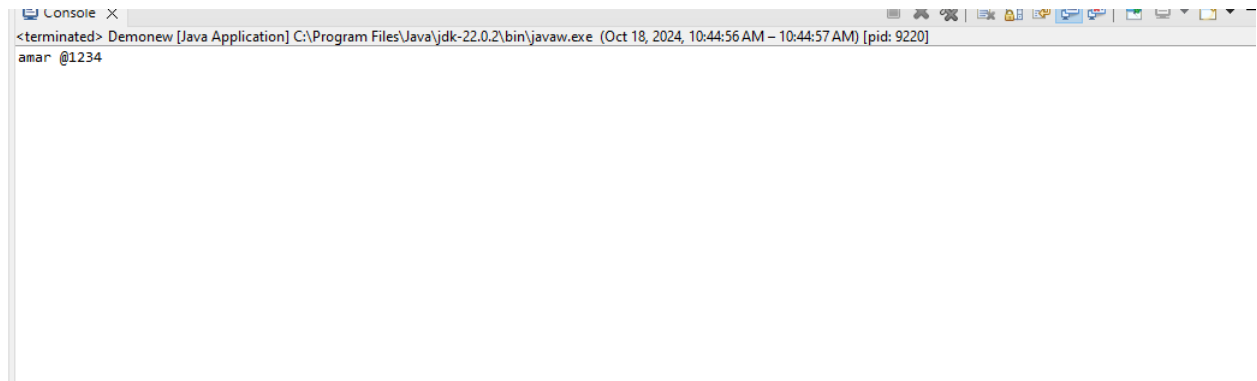 Console
<terminated> Demonew [Java Application] C:\Program Files\Java\jdk-22.0.2\bin\javaw.exe (Oct 18, 2024, 10:44:56 AM – 10:44:57 AM) [pid: 9220]
amar @1234